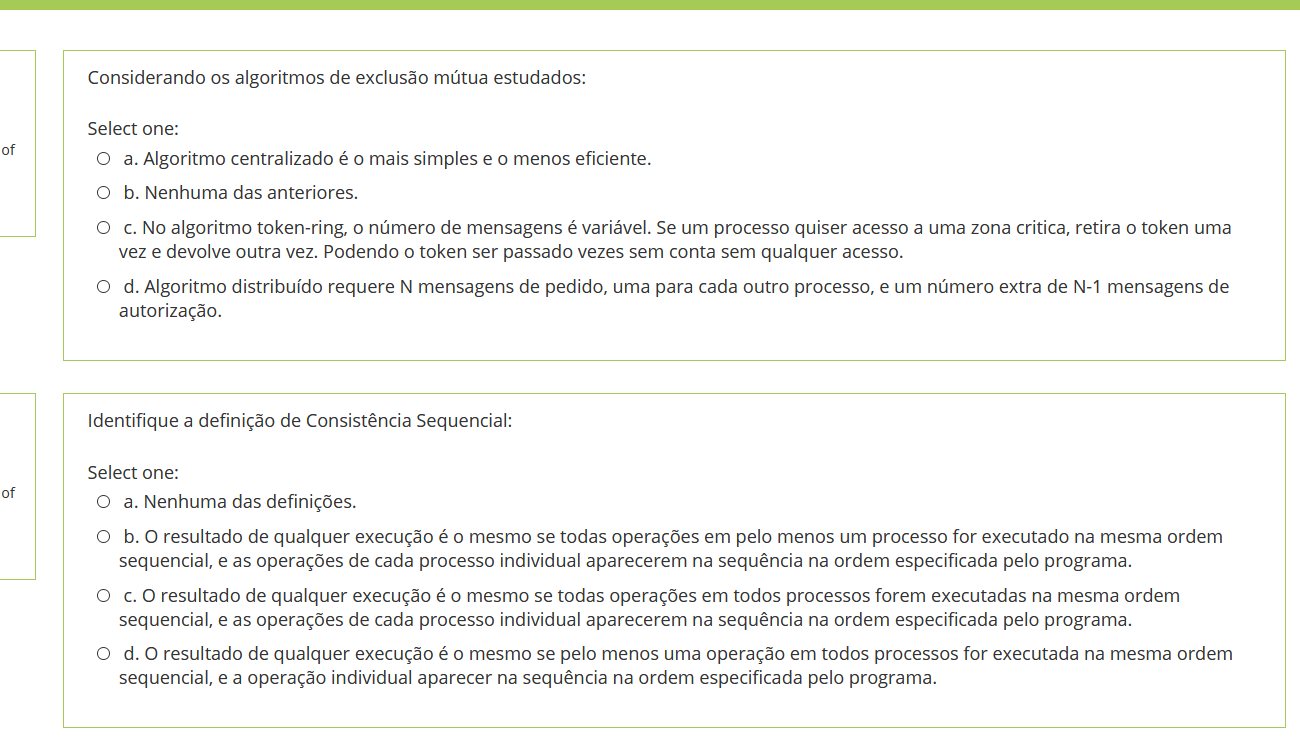 of
Considerando os algoritmos de exclusão mútua estudados:
Select one:
a. Algoritmo centralizado é o mais simples e o menos eficiente.
b. Nenhuma das anteriores.
c. No algoritmo token-ring, o número de mensagens é variável. Se um processo quiser acesso a uma zona critica, retira o token uma
vez e devolve outra vez. Podendo o token ser passado vezes sem conta sem qualquer acesso.
d. Algoritmo distribuído requere N mensagens de pedido, uma para cada outro processo, e um número extra de N-1 mensagens de
autorização.
of
Identifique a definição de Consistência Sequencial:
Select one:
a. Nenhuma das definições.
b. O resultado de qualquer execução é o mesmo se todas operações em pelo menos um processo for executado na mesma ordem
sequencial, e as operações de cada processo individual aparecerem na sequência na ordem especificada pelo programa.
c. O resultado de qualquer execução é o mesmo se todas operações em todos processos forem executadas na mesma ordem
sequencial, e as operações de cada processo individual aparecerem na sequência na ordem especificada pelo programa.
d. O resultado de qualquer execução é o mesmo se pelo menos uma operação em todos processos for executada na mesma ordem
sequencial, e a operação individual aparecer na sequência na ordem especificada pelo programa.